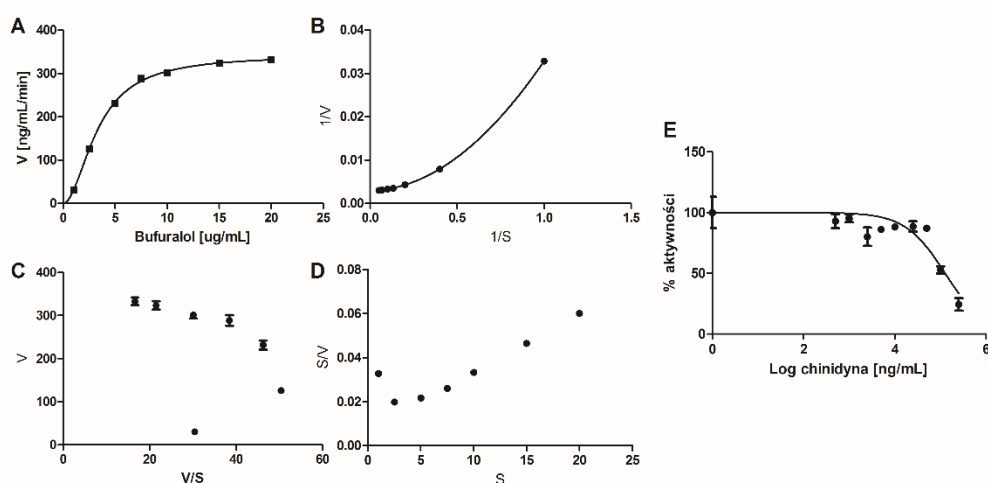 A
V [ng/mL/min]
400
300
200
100
0
0 5 10 15 20 25
Bufuralol [ug/mL]
B
1/V
0.04
0.03
0.02
0.01
0.00
0.0 0.5 1.0 1.5
1/S
C
V
400
300
200
100
0
0 20 40 60
V/S
D
S/V
0.08
0.06
0.04
0.02
0.00
0 5 10 15 20 25
S
E
% aktywności
150
100
50
0
0 2 4 6
Log chinidyna [ng/mL]